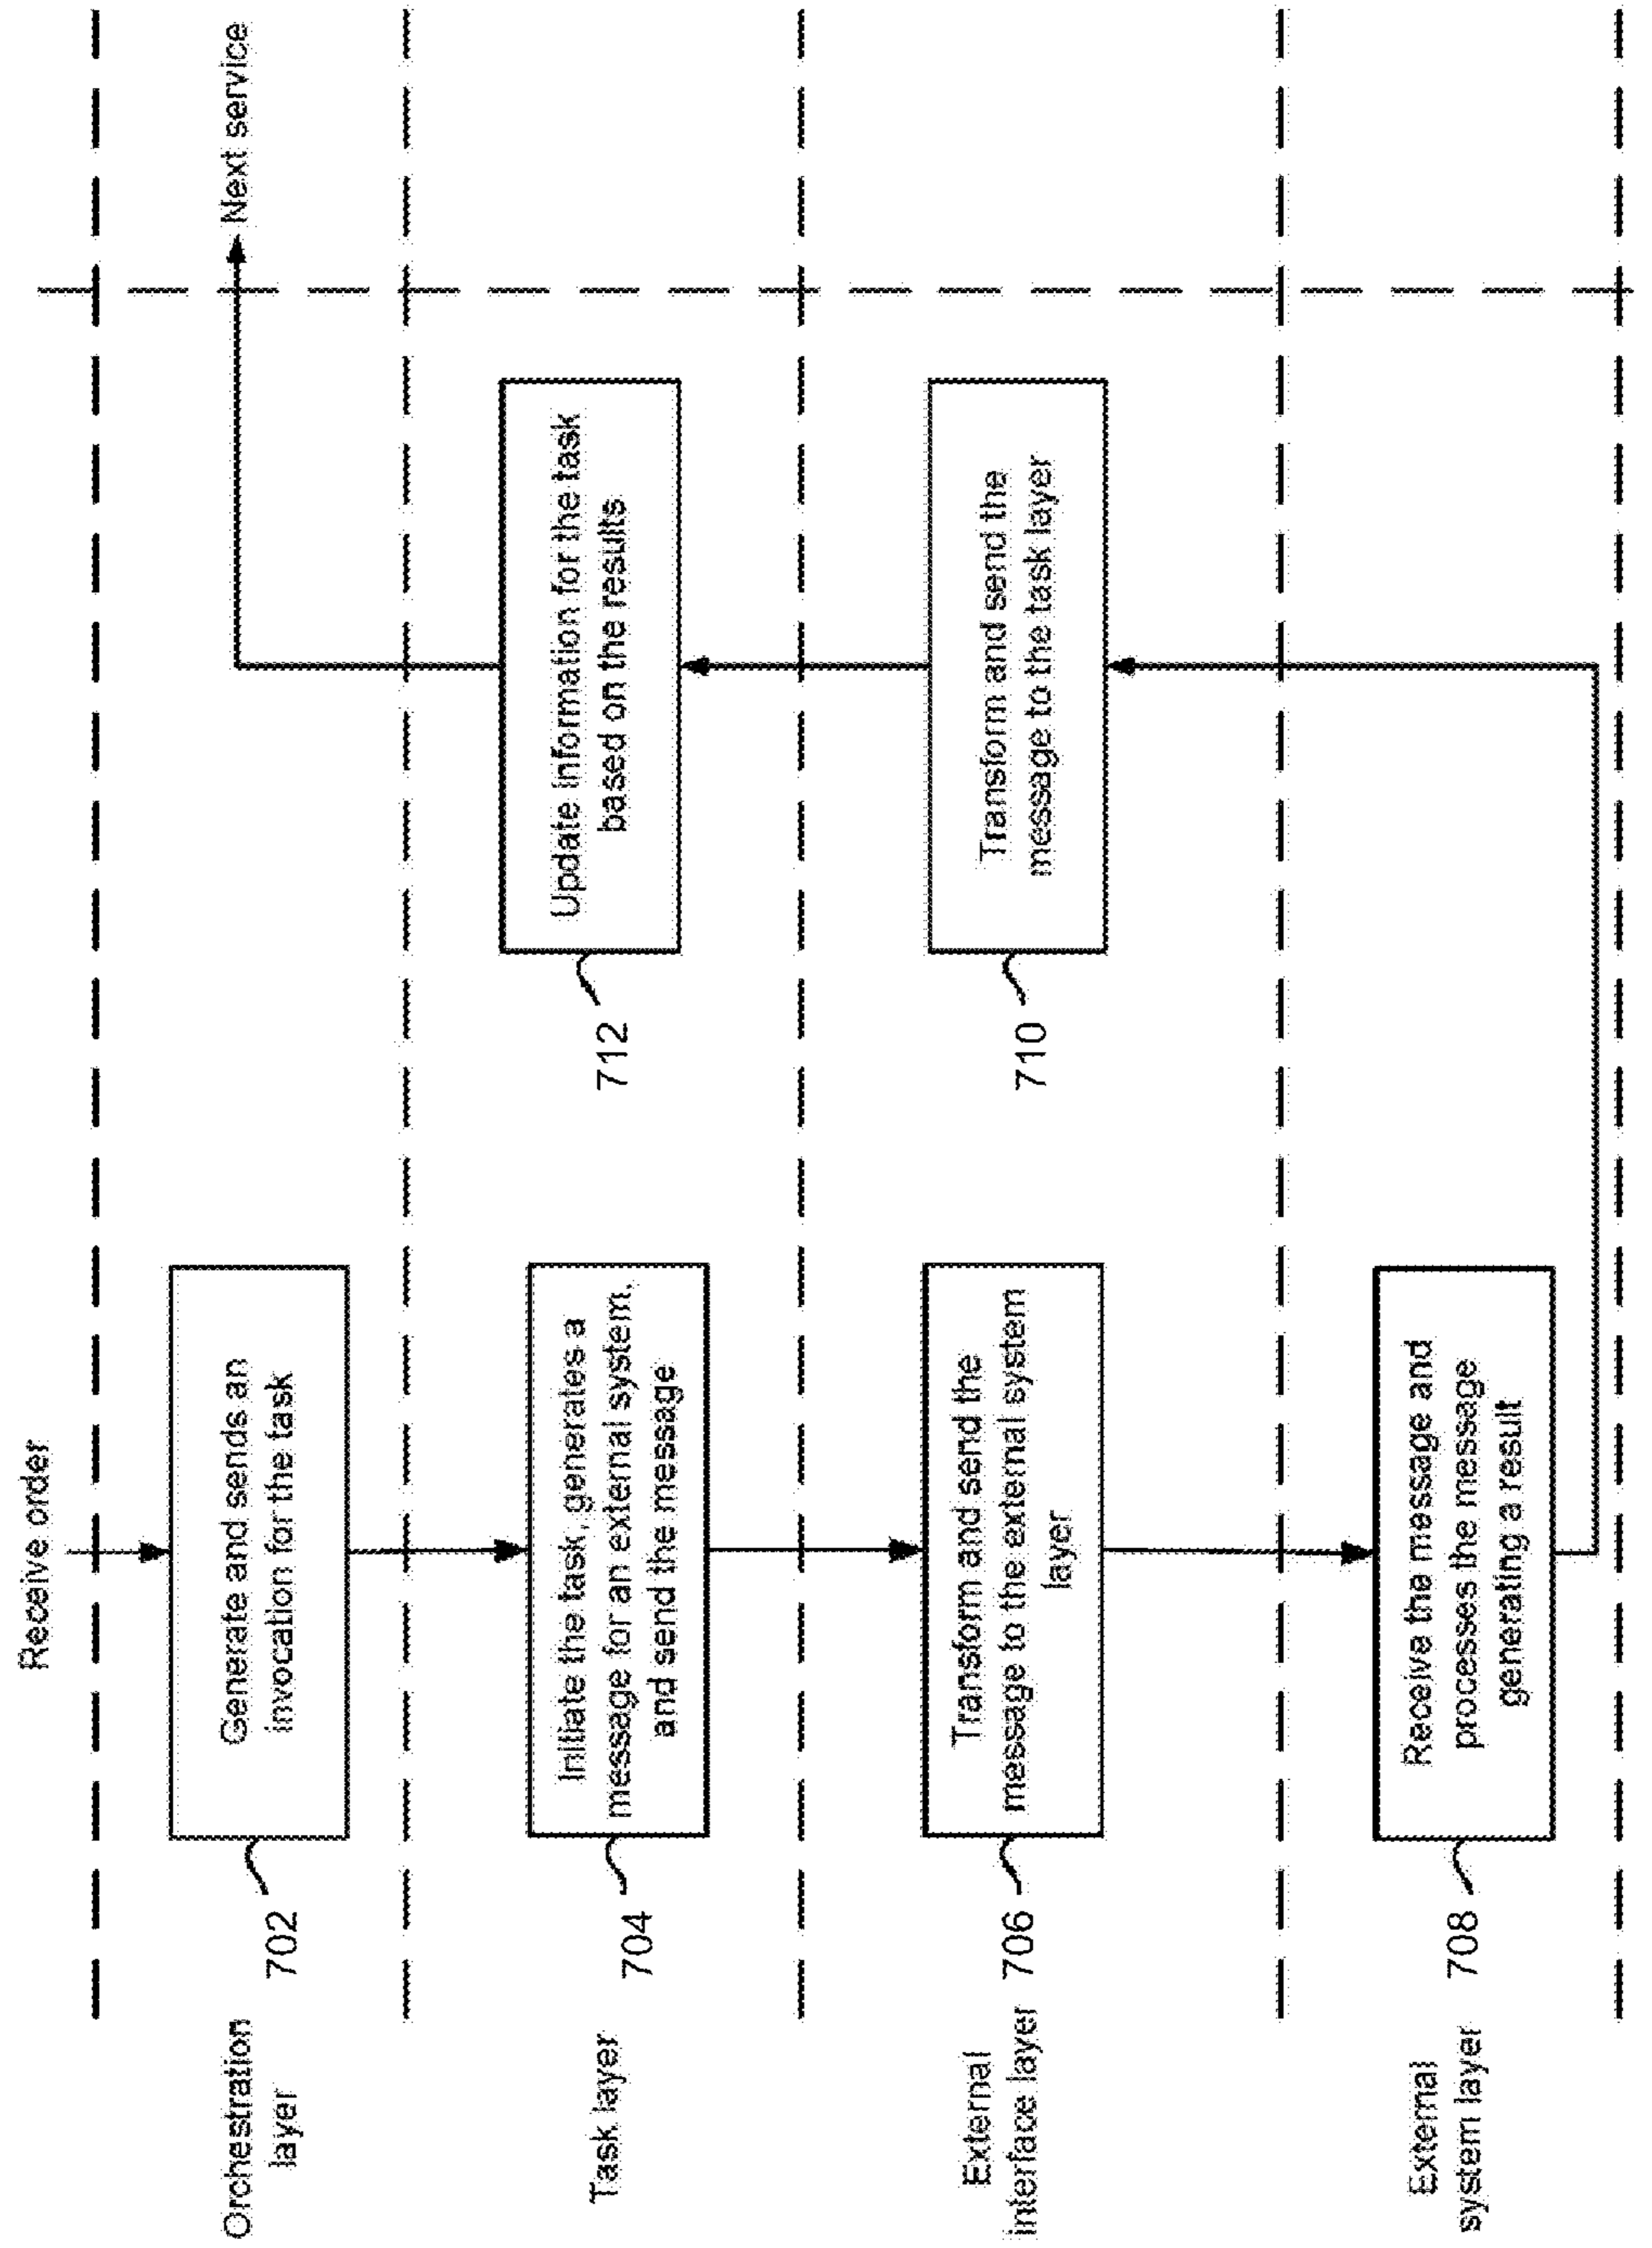 Receive order
Orchestration
layer
702
Generate and sends an
invocation for the task
Next service
Task layer
704
Initiate the task, generates a
message for an external system,
and send the message
712
Update information for the task
based on the results
External
interface layer
706
Transform and send the
message to the external system
layer
710
Transform and send the
message to the task layer
External
system layer
708
Receive the message and
processes the message
generating a result